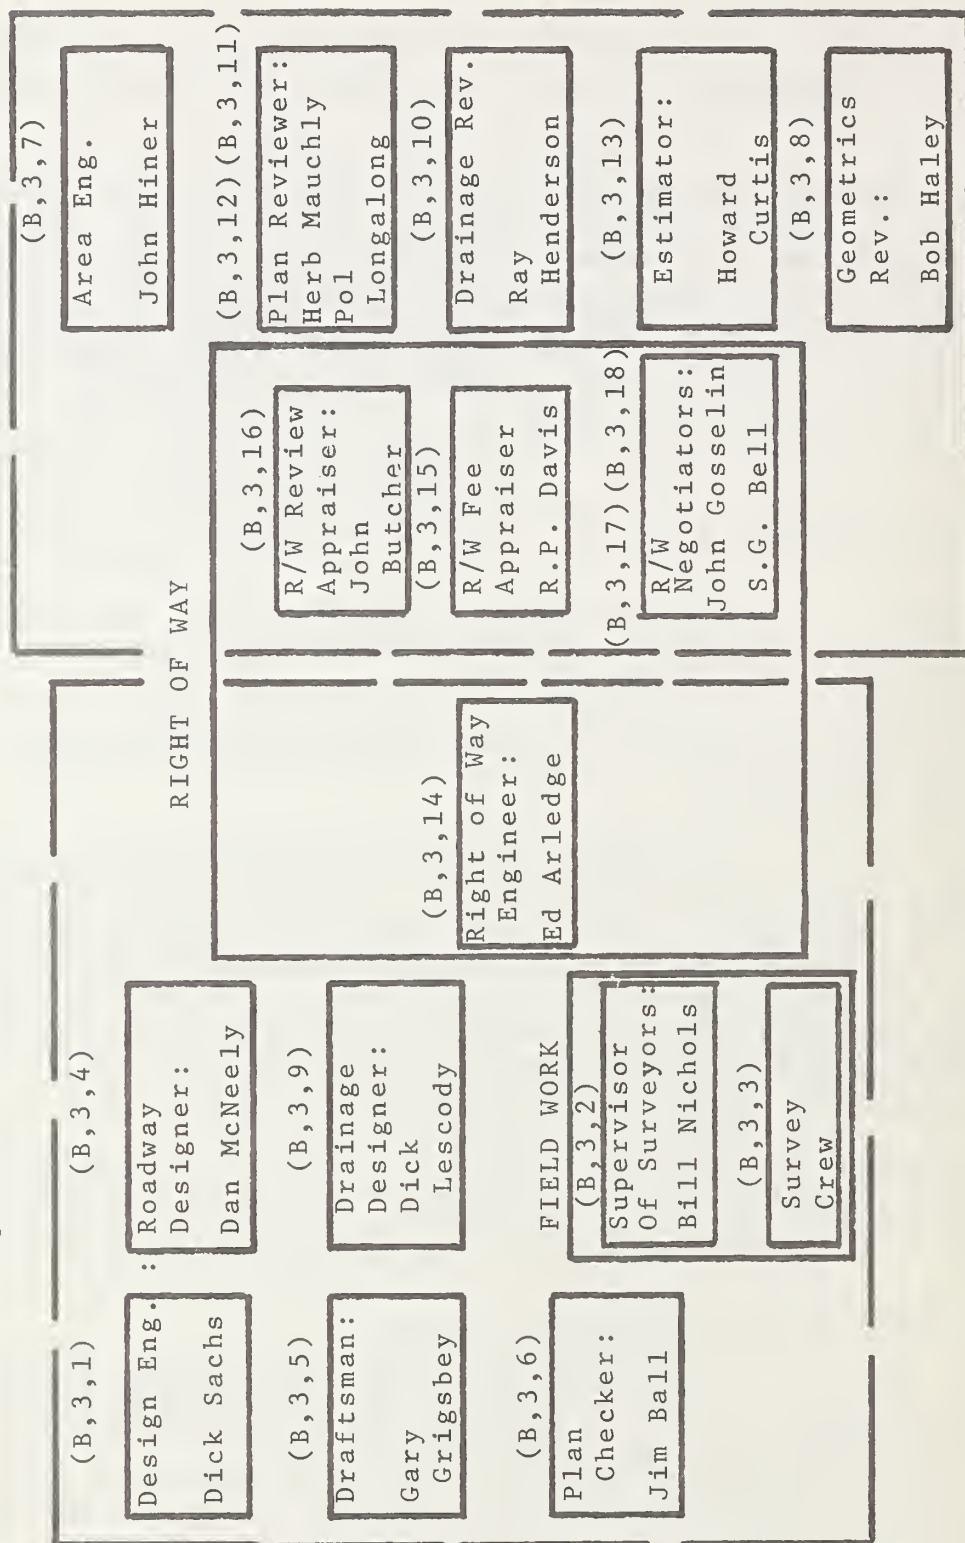 (B,3,1)
Design Eng.:
Dick Sachs
(B,3,5)
Draftsman:
Gary
Grigsbey
(B,3,6)
Plan
Checker:
Jim Ball
(B,3,4)
Roadway
Designer:
Dan McNeely
(B,3,9)
Drainage
Designer:
Dick
Lescody
FIELD WORK
(B,3,2)
Supervisor
Of Surveyors:
Bill Nichols
(B,3,3)
Survey
Crew
RIGHT OF WAY
(B,3,14)
Right of Way
Engineer:
Ed Arledge
(B,3,16)
R/W Review
Appraiser:
John
Butcher
(B,3,15)
R/W Fee
Appraiser
R.P. Davis
(B,3,17)(B,3,18)
R/W
Negotiators:
John Gosselin
S.G. Bell
(B,3,7)
Area Eng.
John Hiner
(B,3,12)(B,3,11)
Plan Reviewer:
Herb Mauchly
Pol
Longalong
(B,3,10)
Drainage Rev.
Ray
Henderson
(B,3,13)
Estimator:
Howard
Curtis
(B,3,8)
Geometrics
Rev.:
Bob Haley